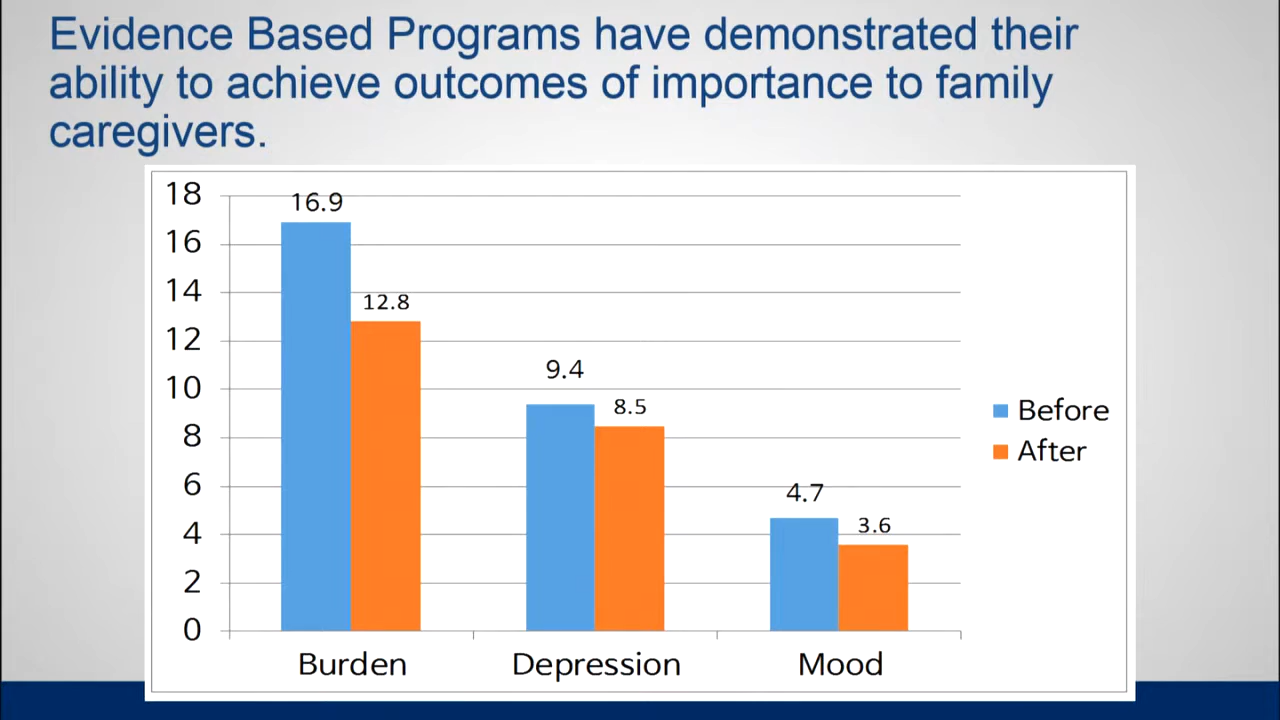 Evidence Based Programs have demonstrated their
ability to achieve outcomes of importance to family
caregivers.
18
16
14
12
10
8
6
4
2
0
16.9
12.8
9.4
8.5
4.7
3.6
Burden
Depression
Mood
Before
After